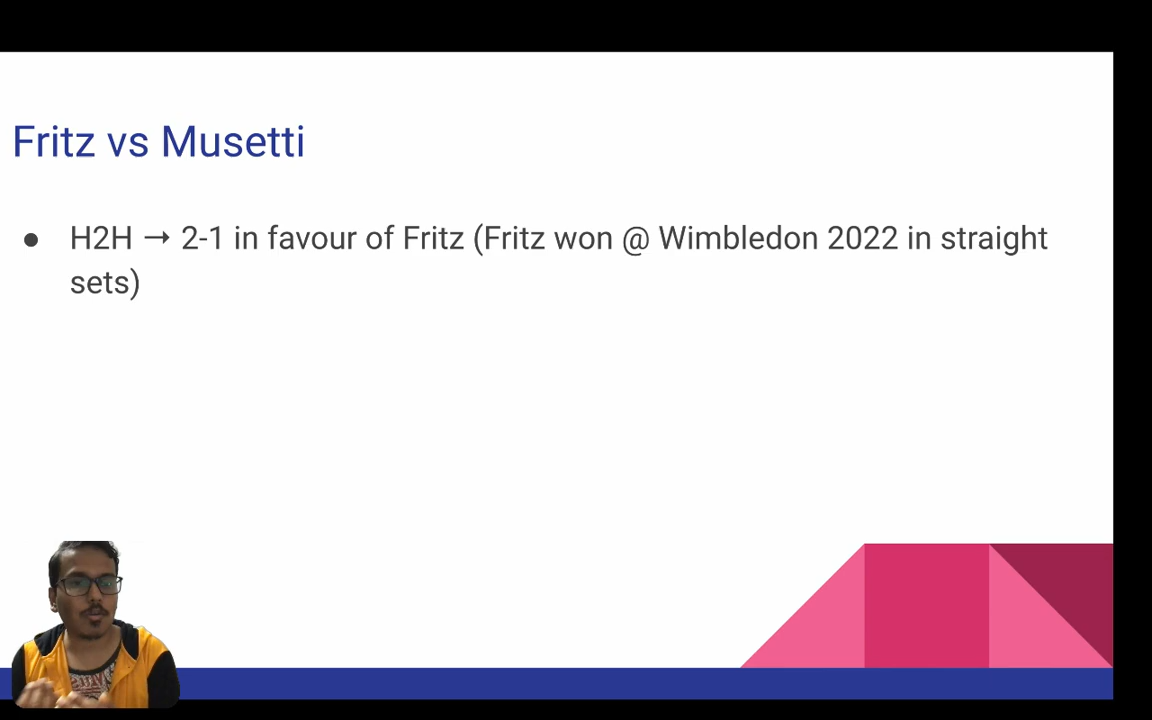 Fritz vs Musetti
● H2H → 2-1 in favour of Fritz (Fritz won @ Wimbledon 2022 in straight
sets)